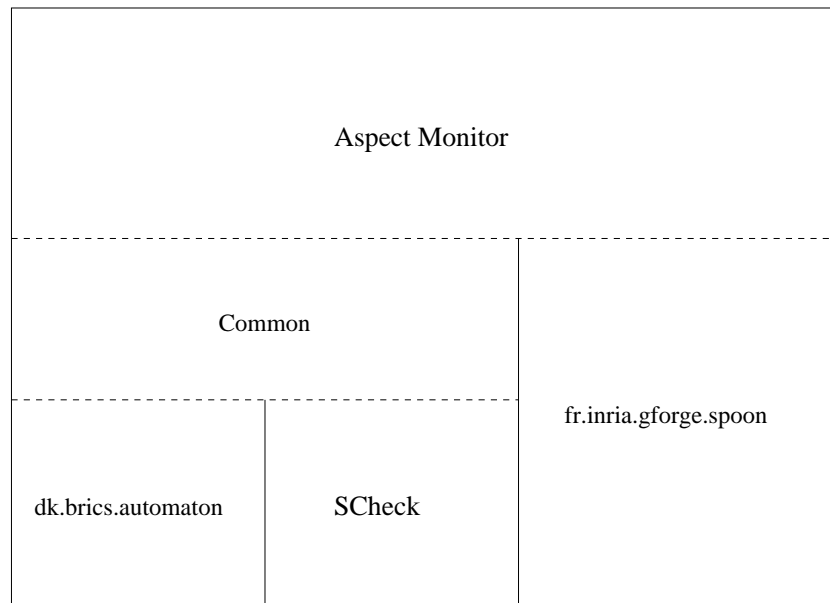 Aspect Monitor
Common
fr.inria.gforge.spoon
dk.brics.automaton
SCheck